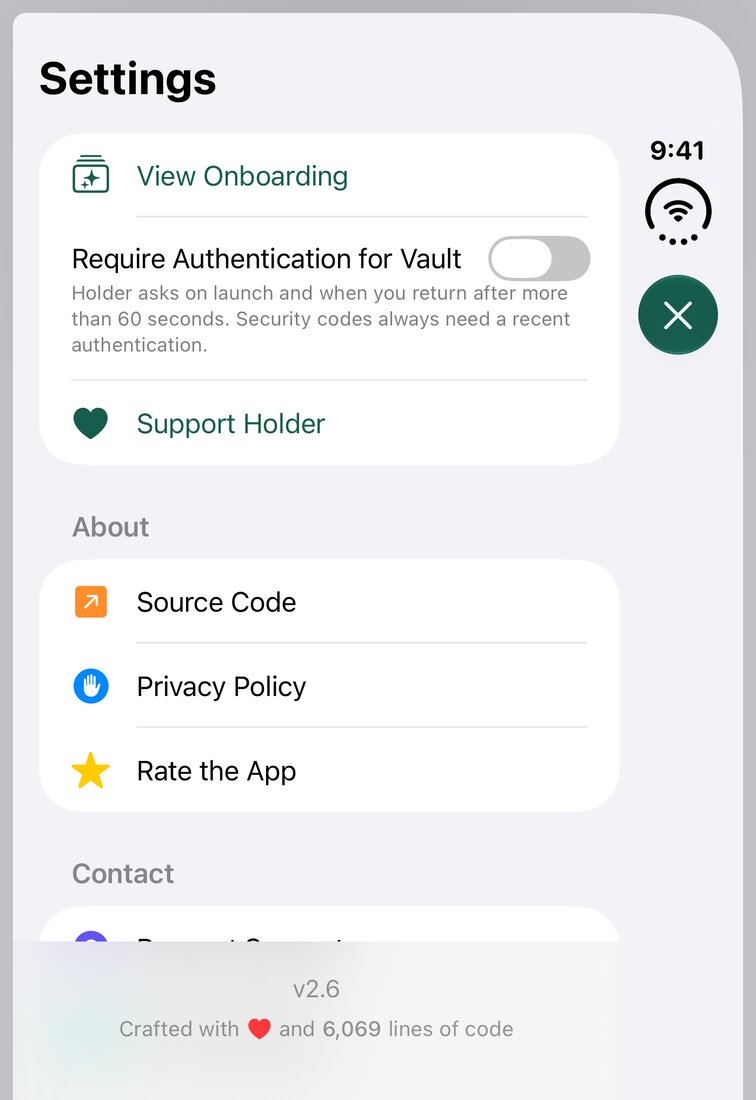 Settings
9:41
View Onboarding
Require Authentication for Vault
Holder asks on launch and when you return after more
than 60 seconds. Security codes always need a recent
authentication.
Support Holder
About
Source Code
Privacy Policy
Rate the App
Contact
v2.6
Crafted with ❤️ and 6,069 lines of code